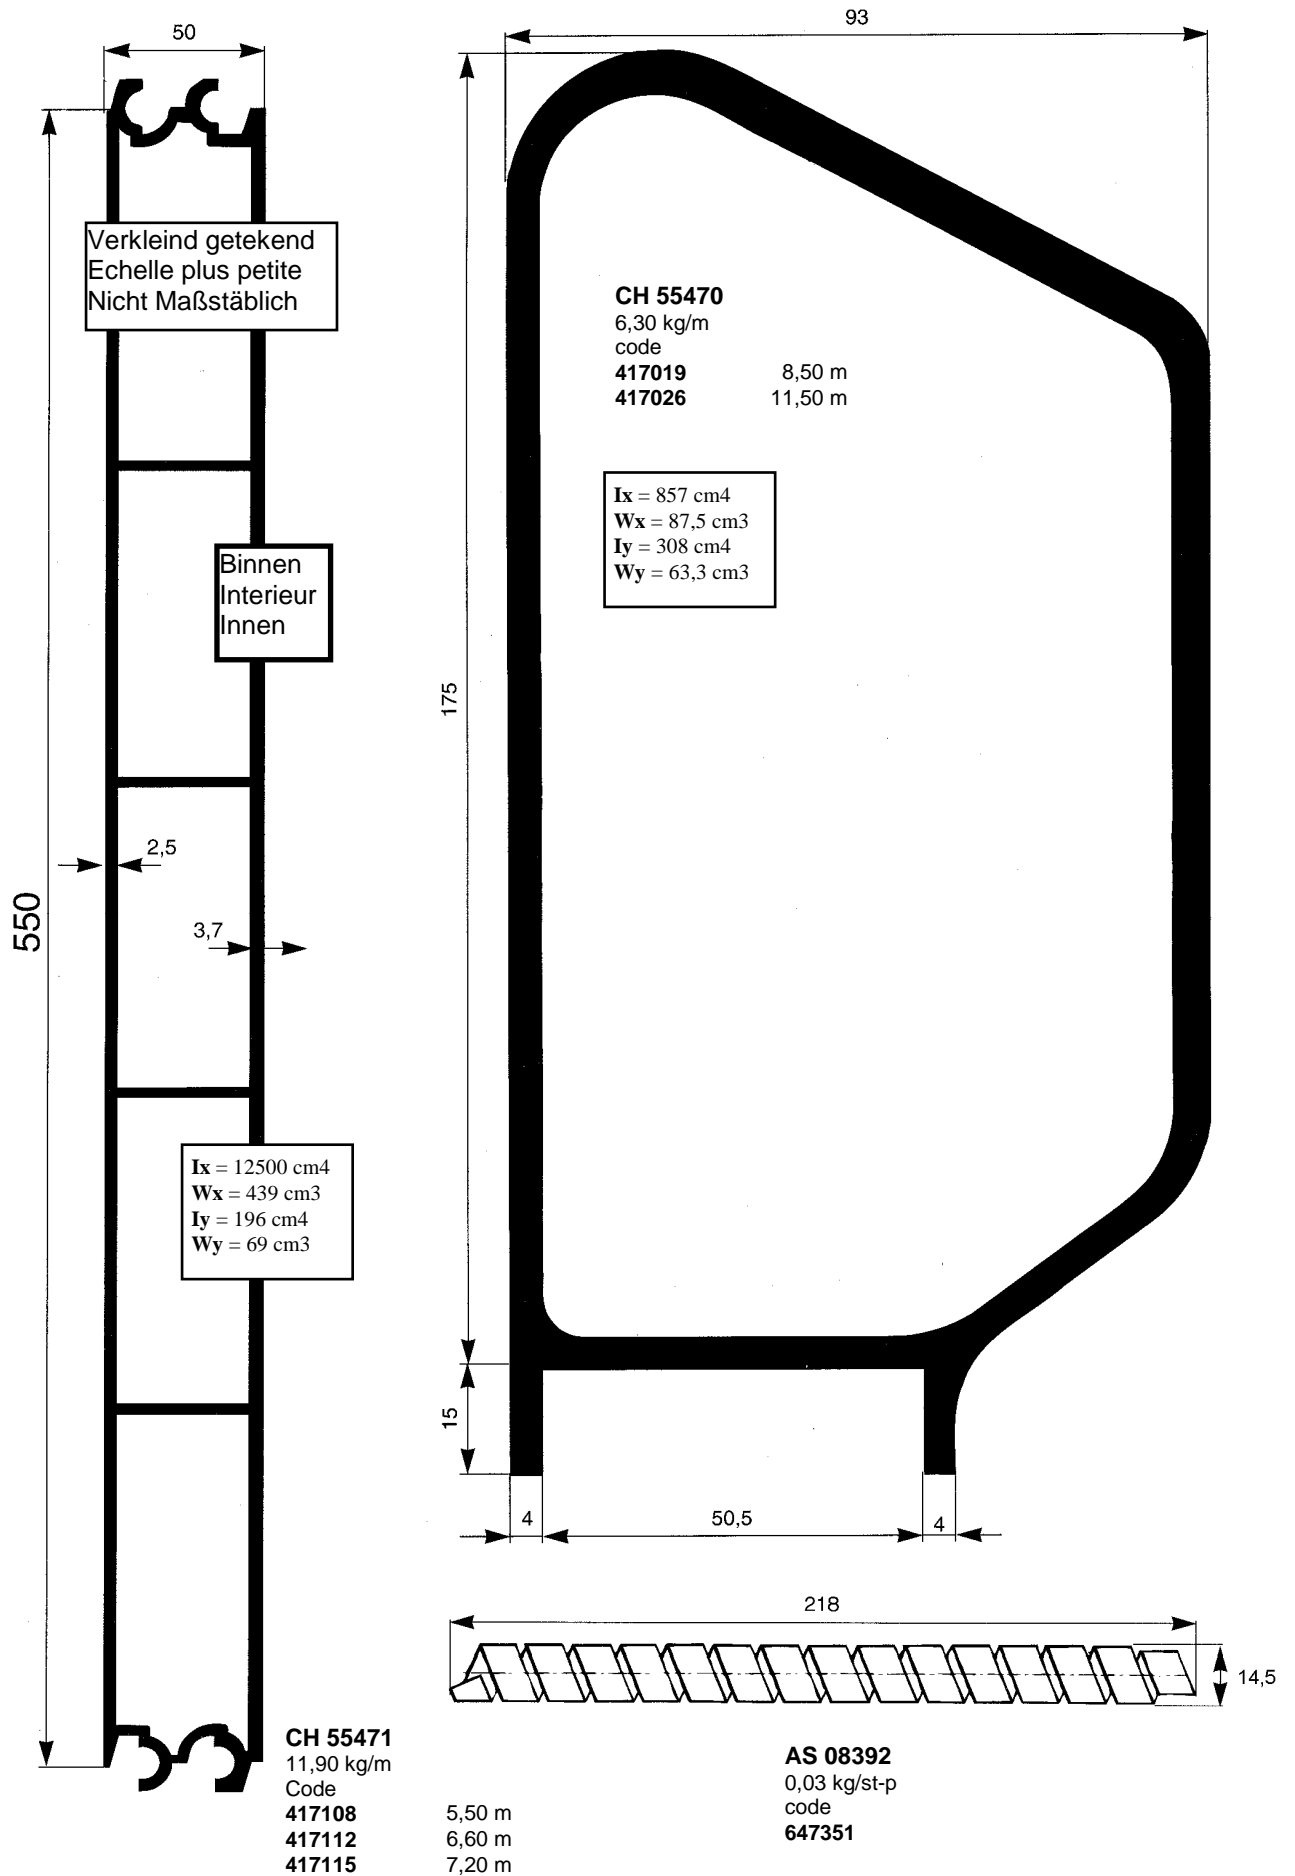 50
93
Verkleind getekend
Echelle plus petite
Nicht Maßstäblich
CH 55470
6,30 kg/m
code
417019 8,50 m
417026 11,50 m
Ix = 857 cm4
Wx = 87,5 cm3
Iy = 308 cm4
Wy = 63,3 cm3
Binnen
Interieur
Innen
175
2,5
550
3,7
Ix = 12500 cm4
Wx = 439 cm3
Iy = 196 cm4
Wy = 69 cm3
15
4
50,5
4
218
14,5
CH 55471
11,90 kg/m
Code
417108 5,50 m
417112 6,60 m
417115 7,20 m
AS 08392
0,03 kg/st-p
code
647351